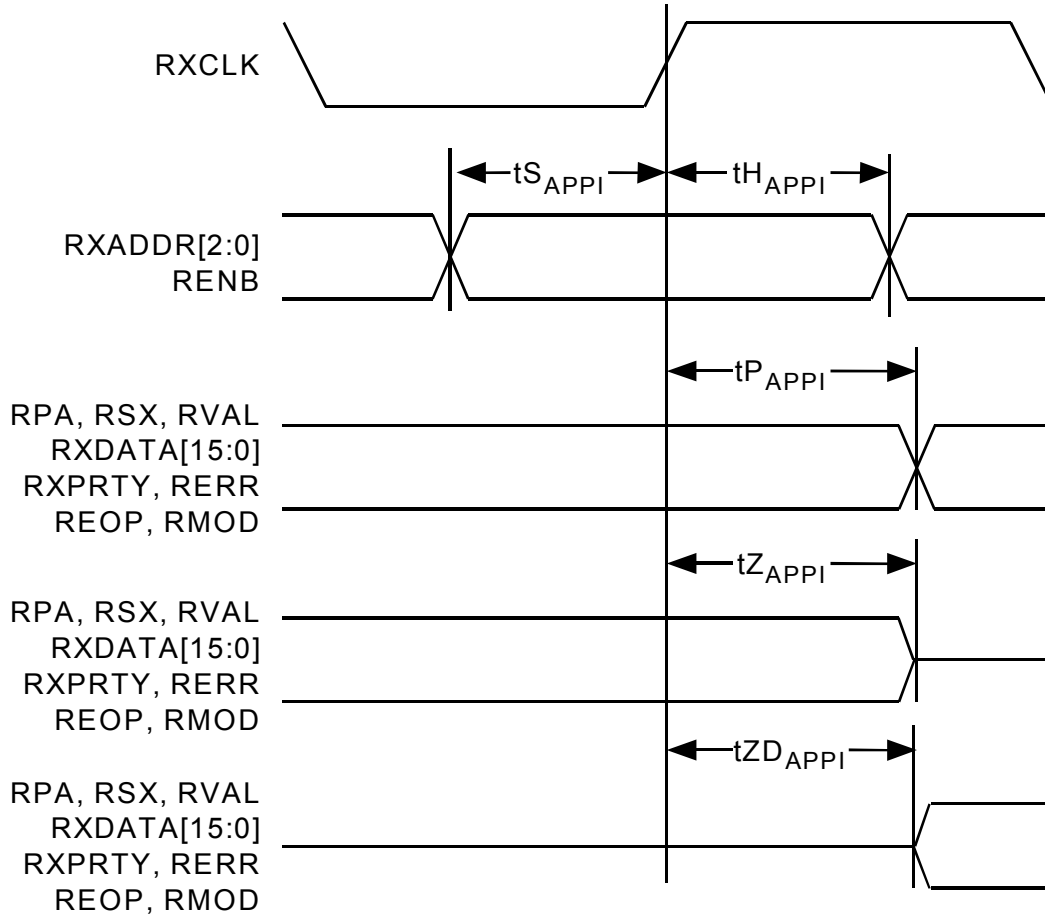 RXCLK
tSAPPI
tHAPPI
RXADDR[2:0]
RENB
tPAPPI
RPA, RSX, RVAL
RXDATA[15:0]
RXPRTY, RERR
REOP, RMOD
tZAPPI
RPA, RSX, RVAL
RXDATA[15:0]
RXPRTY, RERR
REOP, RMOD
tZDAPPI
RPA, RSX, RVAL
RXDATA[15:0]
RXPRTY, RERR
REOP, RMOD